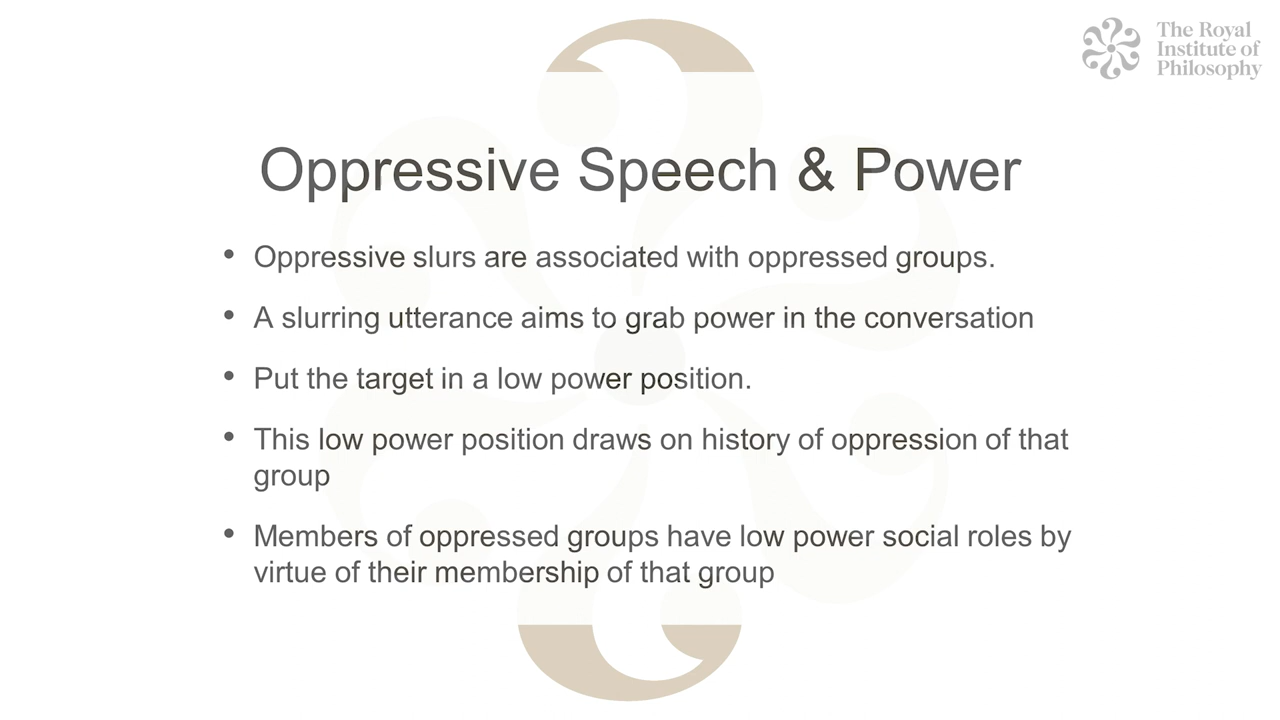 The Royal
Institute of
Philosophy
Oppressive Speech & Power
• Oppressive slurs are associated with oppressed groups.
• A slurring utterance aims to grab power in the conversation
• Put the target in a low power position.
• This low power position draws on history of oppression of that
group
• Members of oppressed groups have low power social roles by
virtue of their membership of that group